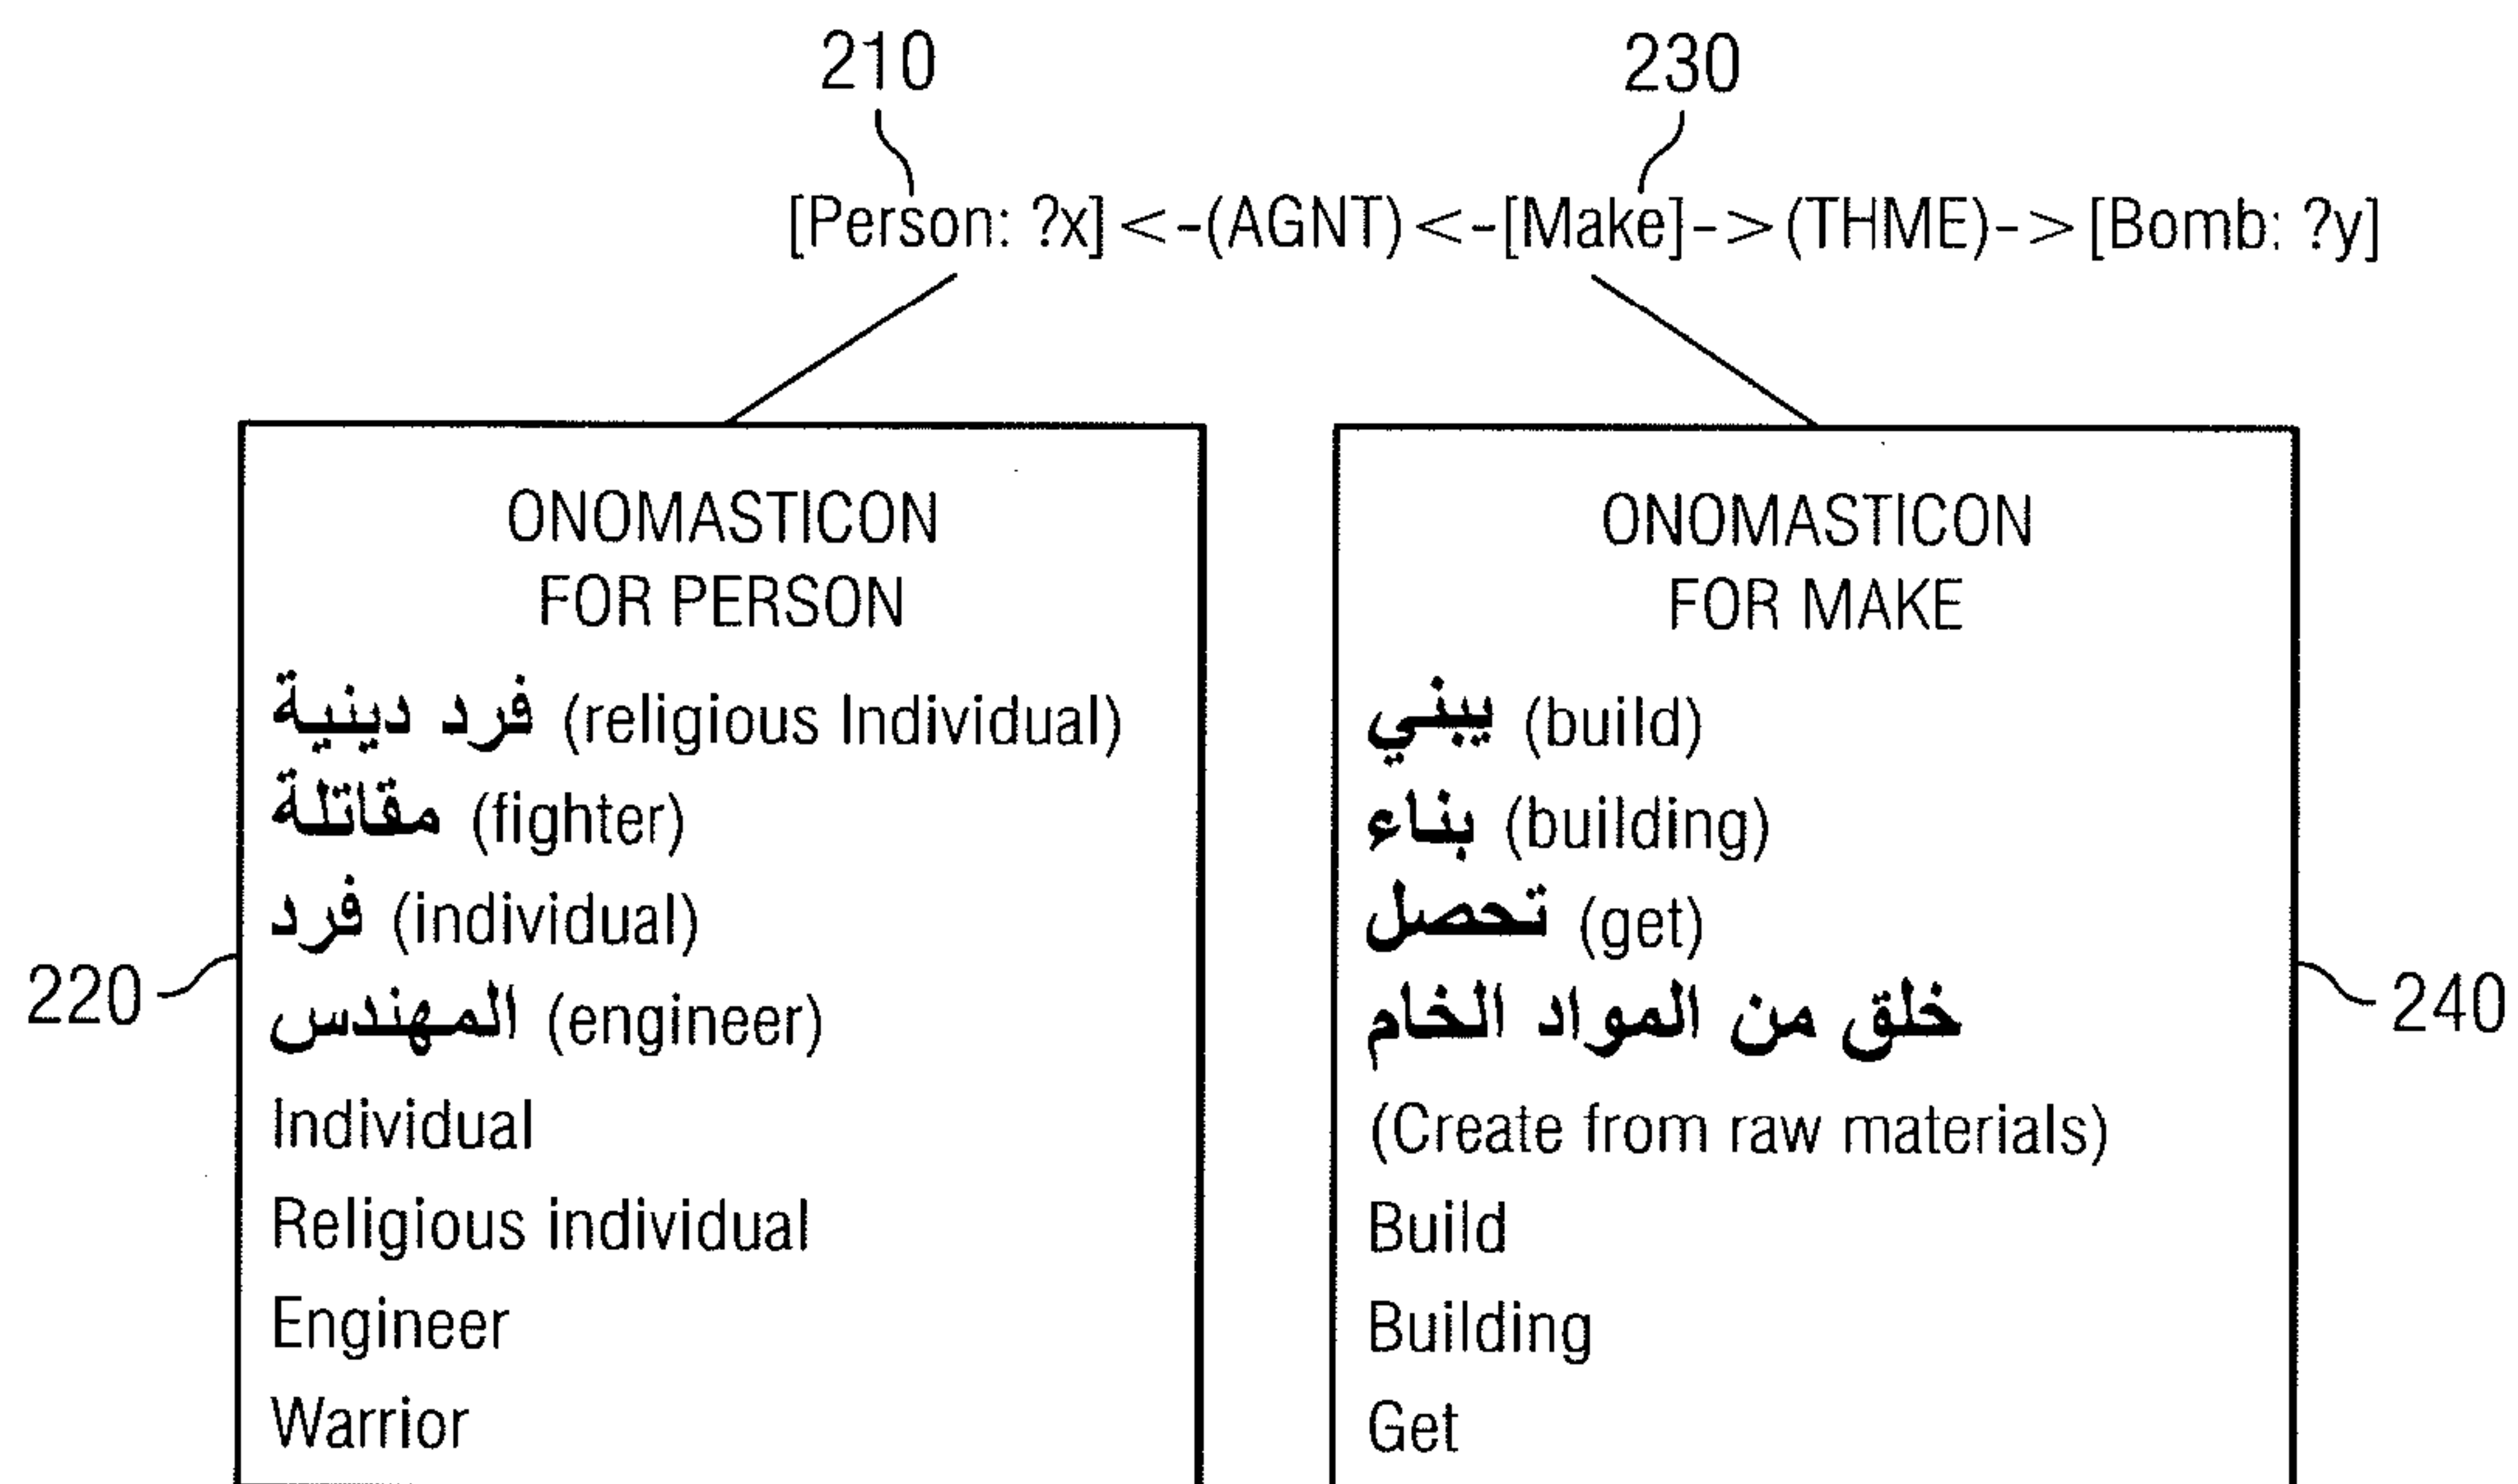 210
230
[Person: ?x]<-(AGNT)<-[Make]->(THME)->[Bomb: ?y]
ONOMASTICON
FOR PERSON
فرد دينية (religious Individual)
مقاتلة (fighter)
فرد (individual)
المهندس (engineer)
Individual
Religious individual
Engineer
Warrior
220
ONOMASTICON
FOR MAKE
يبني (build)
بناء (building)
تحصل (get)
خلق من المواد الخام
(Create from raw materials)
Build
Building
Get
240